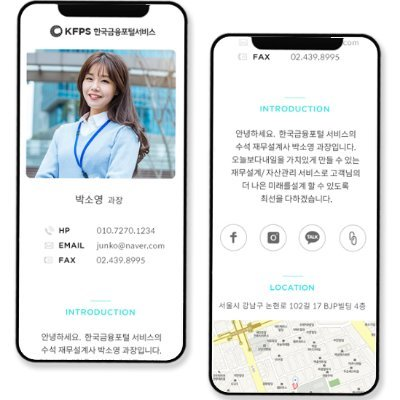 KFPS 한국금융포털서비스
박소영 과장
HP 010.7270.1234
EMAIL junko@naver.com
FAX 02.439.8995
INTRODUCTION
안녕하세요. 한국금융포털 서비스의
수석 재무설계사 박소영 과장입니다.
FAX 02.439.8995
INTRODUCTION
안녕하세요. 한국금융포털 서비스의
수석 재무설계사 박소영 과장입니다.
오늘보다내일을 가치있게 만들 수 있는
재무설계/ 자산관리 서비스로 고객님의
더 나은 미래를설계 할 수 있도록
최선을 다하겠습니다.
TALK
LOCATION
서울시 강남구 논현로 102길 17 BJP빌딩 4층